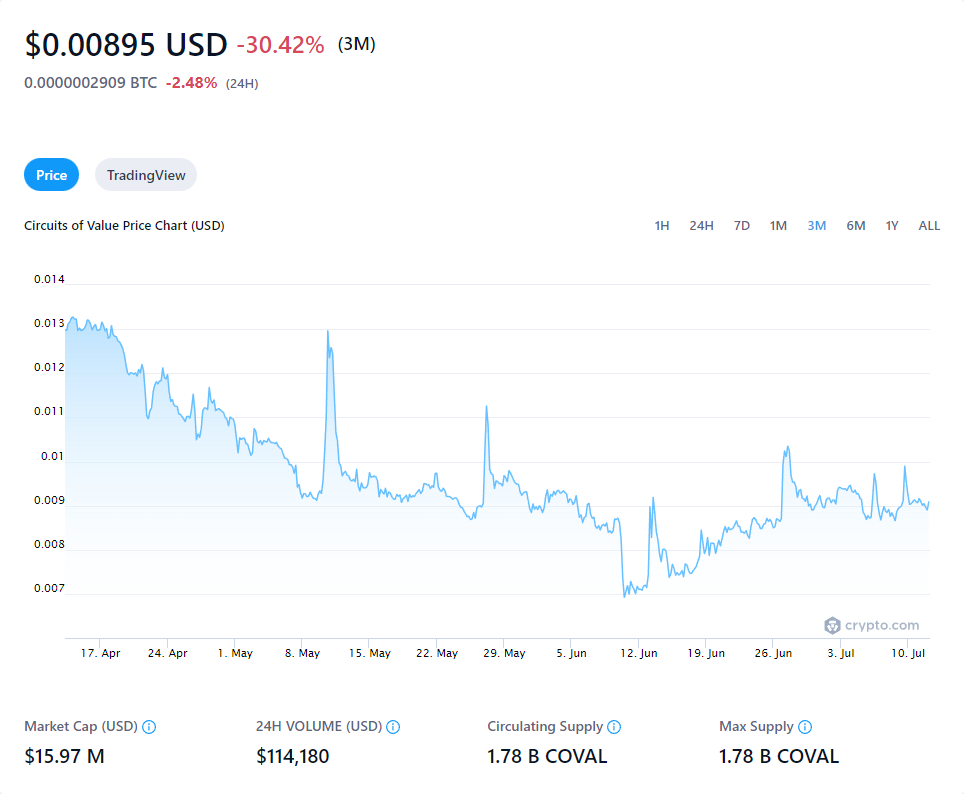 $0.00895 USD -30.42% (3M)
0.0000002909 BTC -2.48% (24H)
Price TradingView
Circuits of Value Price Chart (USD) 1H 24H 7D 1M 3M 6M 1Y ALL
0.014
0.013
0.012
0.011
0.01
0.009
0.008
0.007
crypto.com
17. Apr 24. Apr 1. May 8. May 15. May 22. May 29. May 5. Jun 12. Jun 19. Jun 26. Jun 3. Jul 10. Jul
Market Cap (USD) 24H VOLUME (USD) Circulating Supply Max Supply
$15.97 M $114,180 1.78 B COVAL 1.78 B COVAL